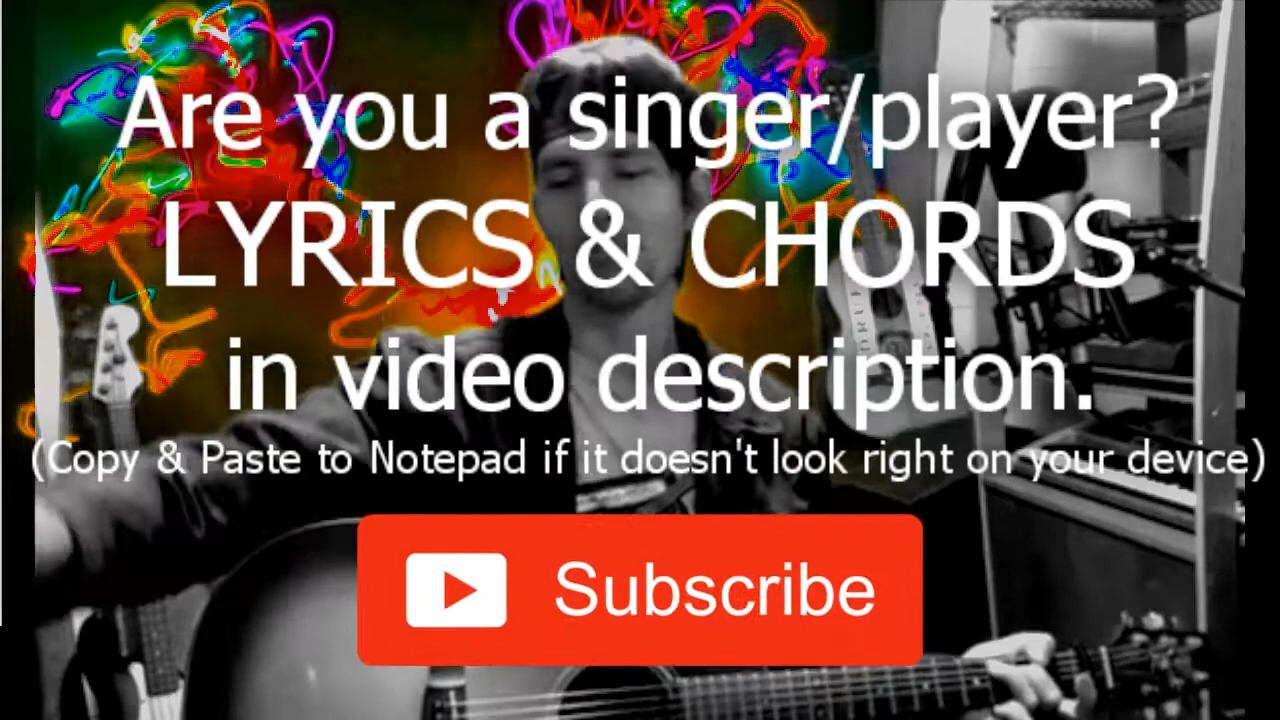 Are you a singer/player?
LYRICS & CHORDS
in video description.
(Copy & Paste to Notepad if it doesn't look right on your device)
Subscribe